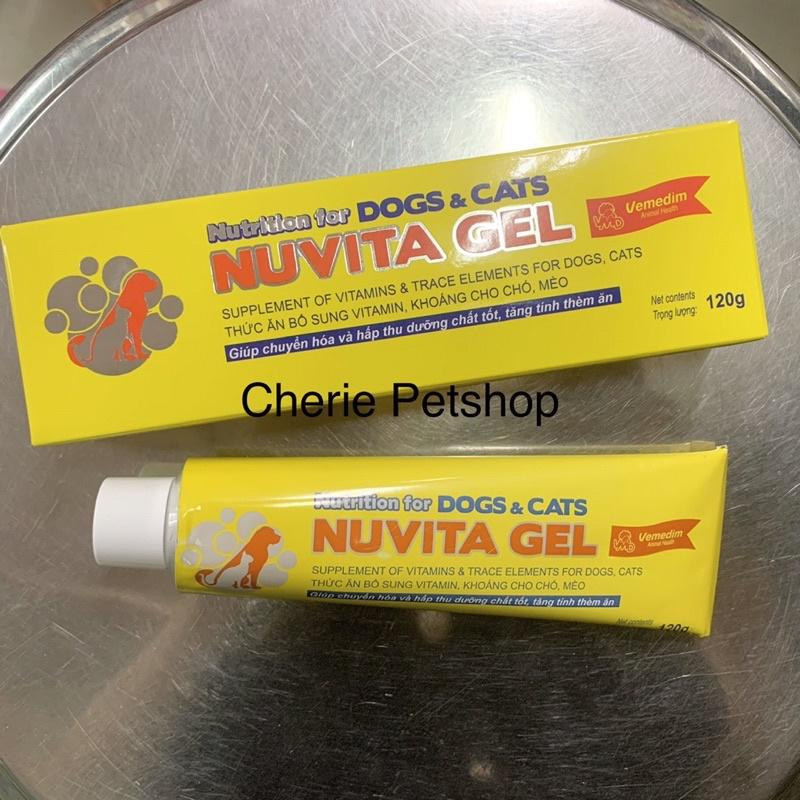 Nutrition for DOGS & CATS
NUVITA GEL
Vemedim
Animal Health
SUPPLEMENT OF VITAMINS & TRACE ELEMENTS FOR DOGS, CATS
THỨC ĂN BỔ SUNG VITAMIN, KHOÁNG CHO CHÓ, MÈO
Giúp chuyển hóa và hấp thu dưỡng chất tốt, tăng tính thèm ăn
Net contents
Trọng lượng: 120g
Cherie Petshop
Nutrition for DOGS & CATS
NUVITA GEL
Vemedim
Animal Health
SUPPLEMENT OF VITAMINS & TRACE ELEMENTS FOR DOGS, CATS
THỨC ĂN BỔ SUNG VITAMIN, KHOÁNG CHO CHÓ, MÈO
Giúp chuyển hóa và hấp thu dưỡng chất tốt, tăng tính thèm ăn
Net contents
120g